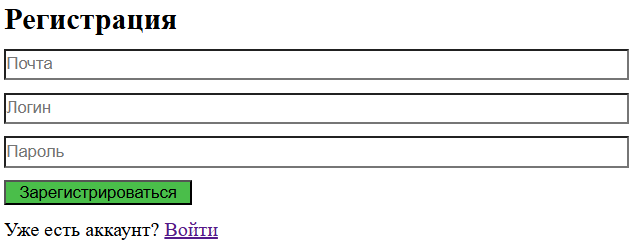 Регистрация
Почта
Логин
Пароль
Зарегистрироваться
Уже есть аккаунт? Войти